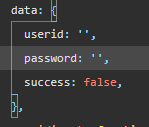 data: {
userid: '',
password: '',
success: false,
},